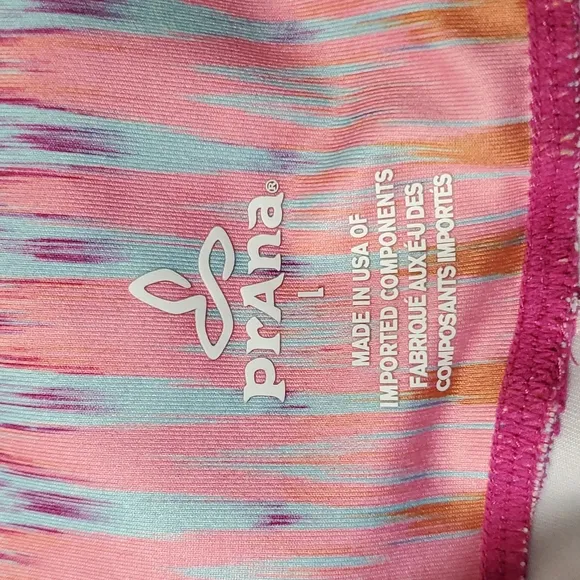 prAna®
L
MADE IN USA OF
IMPORTED COMPONENTS
FABRIQUÉ AUX E-U DES
COMPOSANTS IMPORTÉS